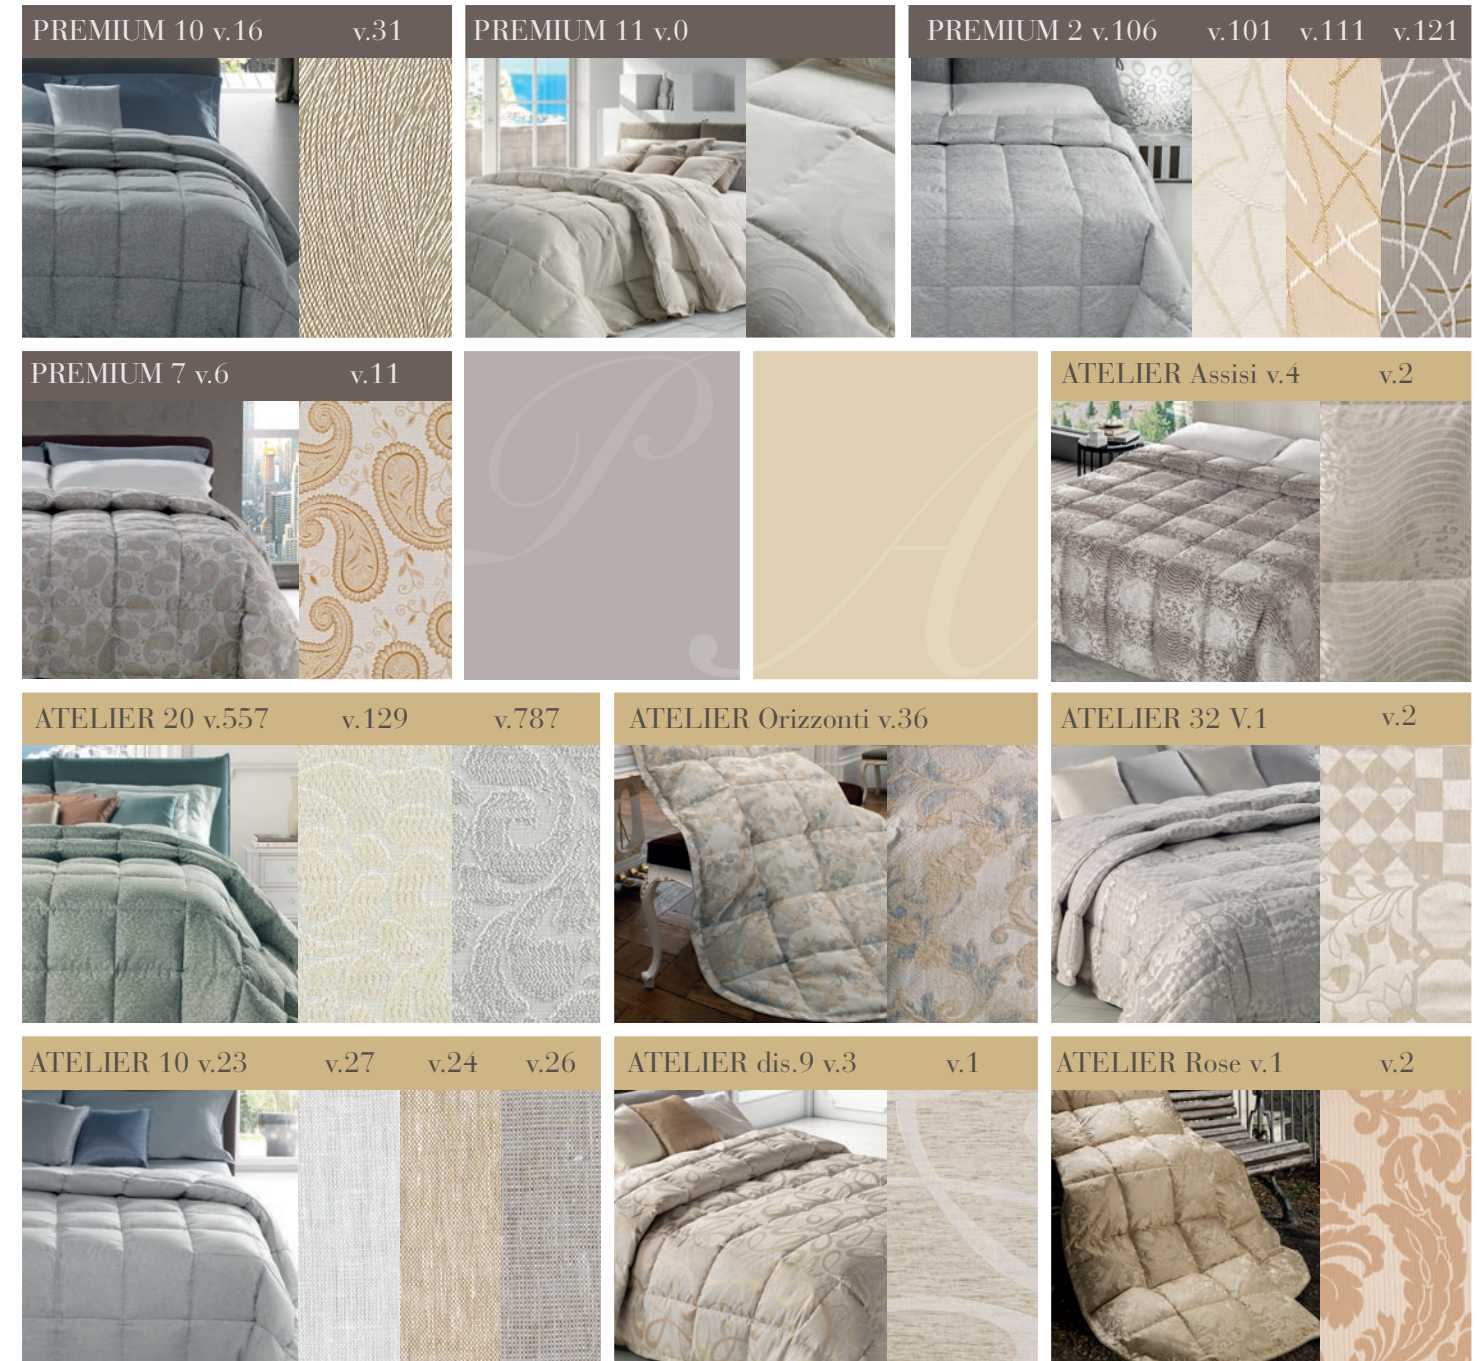 PREMIUM 10 v.16 v.31
PREMIUM 11 v.0
PREMIUM 2 v.106 v.101 v.111 v.121
PREMIUM 7 v.6 v.11
P
A
ATELIER Assisi v.4 v.2
ATELIER 20 v.557 v.129 v.787
ATELIER Orizzonti v.36
ATELIER 32 V.1 v.2
ATELIER 10 v.23 v.27 v.24 v.26
ATELIER dis.9 v.3 v.1
ATELIER Rose v.1 v.2